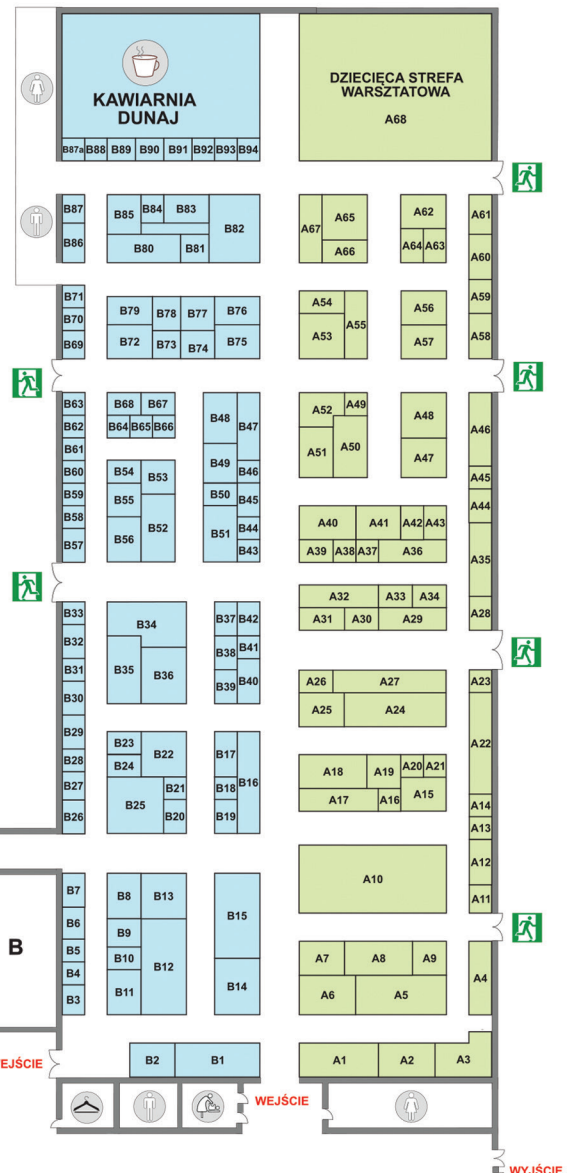 KAWIARNIA
DUNAJ
DZIECIĘCA STREFA
WARSZTATOWA
A68
B87a B88 B89 B90 B91 B92 B93 B94
B87 B85 B84 B83 B82 A67 A65 A62 A61
B86 B80 B81 A66 A64 A63 A60
B71 B79 B78 B77 B76 A54 A55 A56 A59
B70
B69 B72 B73 B74 B75 A53 A57 A58
B63 B68 B67 B48 B47 A52 A49 A48 A46
B62 B64 B65 B66
B61 A51 A50 A47
B60 B54 B53 B49 B46 A45
B59 B55 B50 B45 A44
B58 B52 B51 B44 A40 A41 A42 A43
B57 B56 B43 A39 A38 A37 A36 A35
B33 B34 B37 B42 A32 A33 A34 A28
B32 A31 A30 A29
B31 B35 B36 B38 B41
B30 B39 B40 A26 A27 A23
B29 B23 B22 B17 B16 A25 A24 A22
B28 B24
B27 B25 B21 B18 A18 A19 A20 A21
B26 B20 B19 A17 A16 A15 A14
A13
A12
B7 B8 B13 B15 A10 A11
B6 B9
B
B5 B10 B12 A7 A8 A9 A4
B4
B3 B11 B14 A6 A5
B2 B1 A1 A2 A3
WEJŚCIE
WYJŚCIE